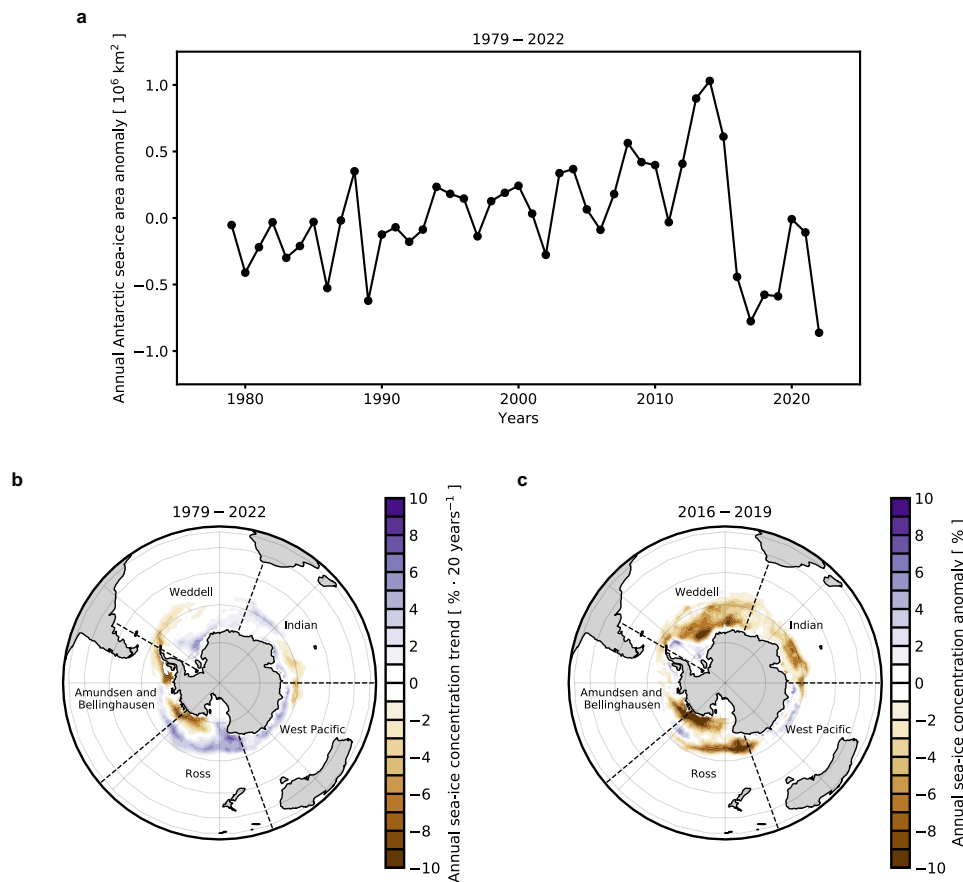 a
1979 − 2022
Annual Antarctic sea-ice area anomaly [ 10⁶ km² ]
1.0
0.5
0.0
−0.5
−1.0
1980
1990
2000
2010
2020
Years
b
1979 − 2022
Weddell
Indian
Amundsen and
Bellinghausen
West Pacific
Ross
10
8
6
4
2
0
−2
−4
−6
−8
−10
Annual sea-ice concentration trend [ % · 20 years⁻¹ ]
c
2016 − 2019
Weddell
Indian
Amundsen and
Bellinghausen
West Pacific
Ross
10
8
6
4
2
0
−2
−4
−6
−8
−10
Annual sea-ice concentration anomaly [ % ]